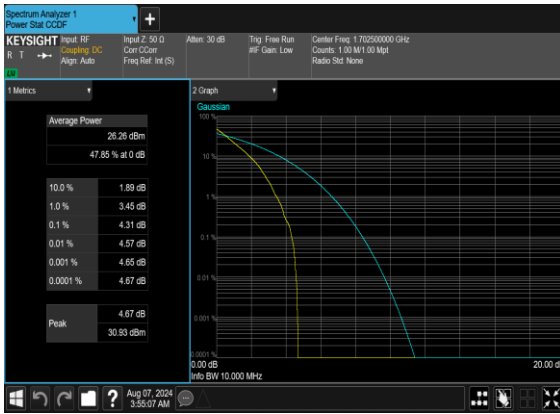 Spectrum Analyzer 1
Power Stat CCDF
KEYSIGHT
R T
LXI
Input: RF
Coupling: DC
Align: Auto
Input Z: 50 Ω
Corr CCorr
Freq Ref: Int (S)
Atten: 30 dB
Trig: Free Run
#IF Gain: Low
Center Freq: 1.702500000 GHz
Counts: 1.00 M/1.00 Mpt
Radio Std: None
1 Metrics
Average Power
26.26 dBm
47.85 % at 0 dB
10.0 % 1.89 dB
1.0 % 3.45 dB
0.1 % 4.31 dB
0.01 % 4.57 dB
0.001 % 4.65 dB
0.0001 % 4.67 dB
Peak 4.67 dB
30.93 dBm
2 Graph
Gaussian
100 %
10 %
1 %
0.1 %
0.01 %
0.001 %
0.0001 %
0.00 dB
20.00 d
Info BW 10.000 MHz
?
Aug 07, 2024
3:55:07 AM